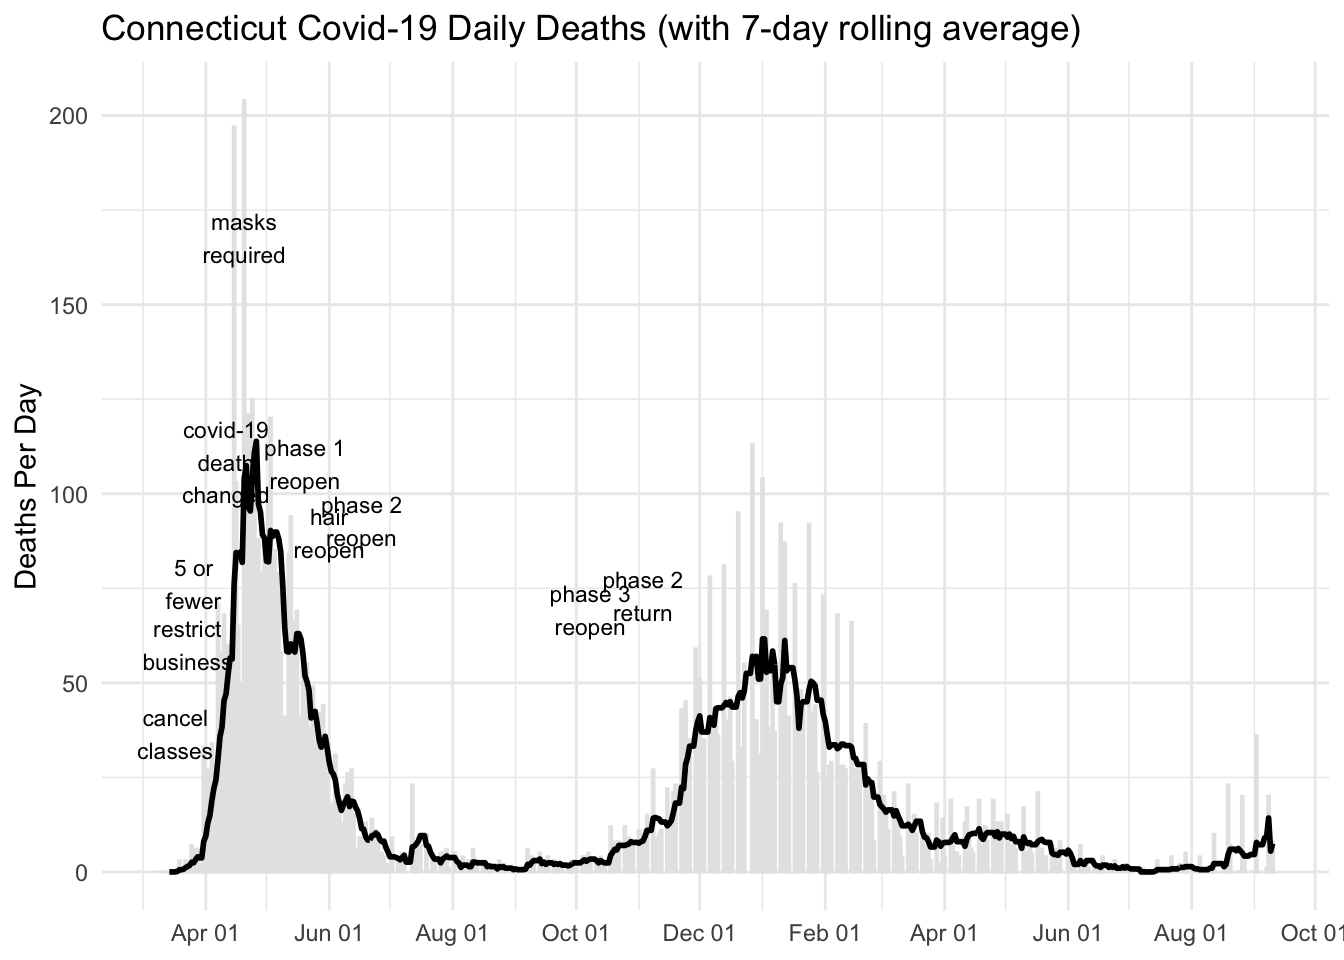 Connecticut Covid-19 Daily Deaths (with 7-day rolling average)
Deaths Per Day
200
150
100
50
0
masks
required
covid-19
death
changed
phase 1
reopen
phase 2
reopen
hair
reopen
5 or
fewer
restrict
business
cancel
classes
phase 3
reopen
phase 2
return
Apr 01
Jun 01
Aug 01
Oct 01
Dec 01
Feb 01
Apr 01
Jun 01
Aug 01
Oct 01